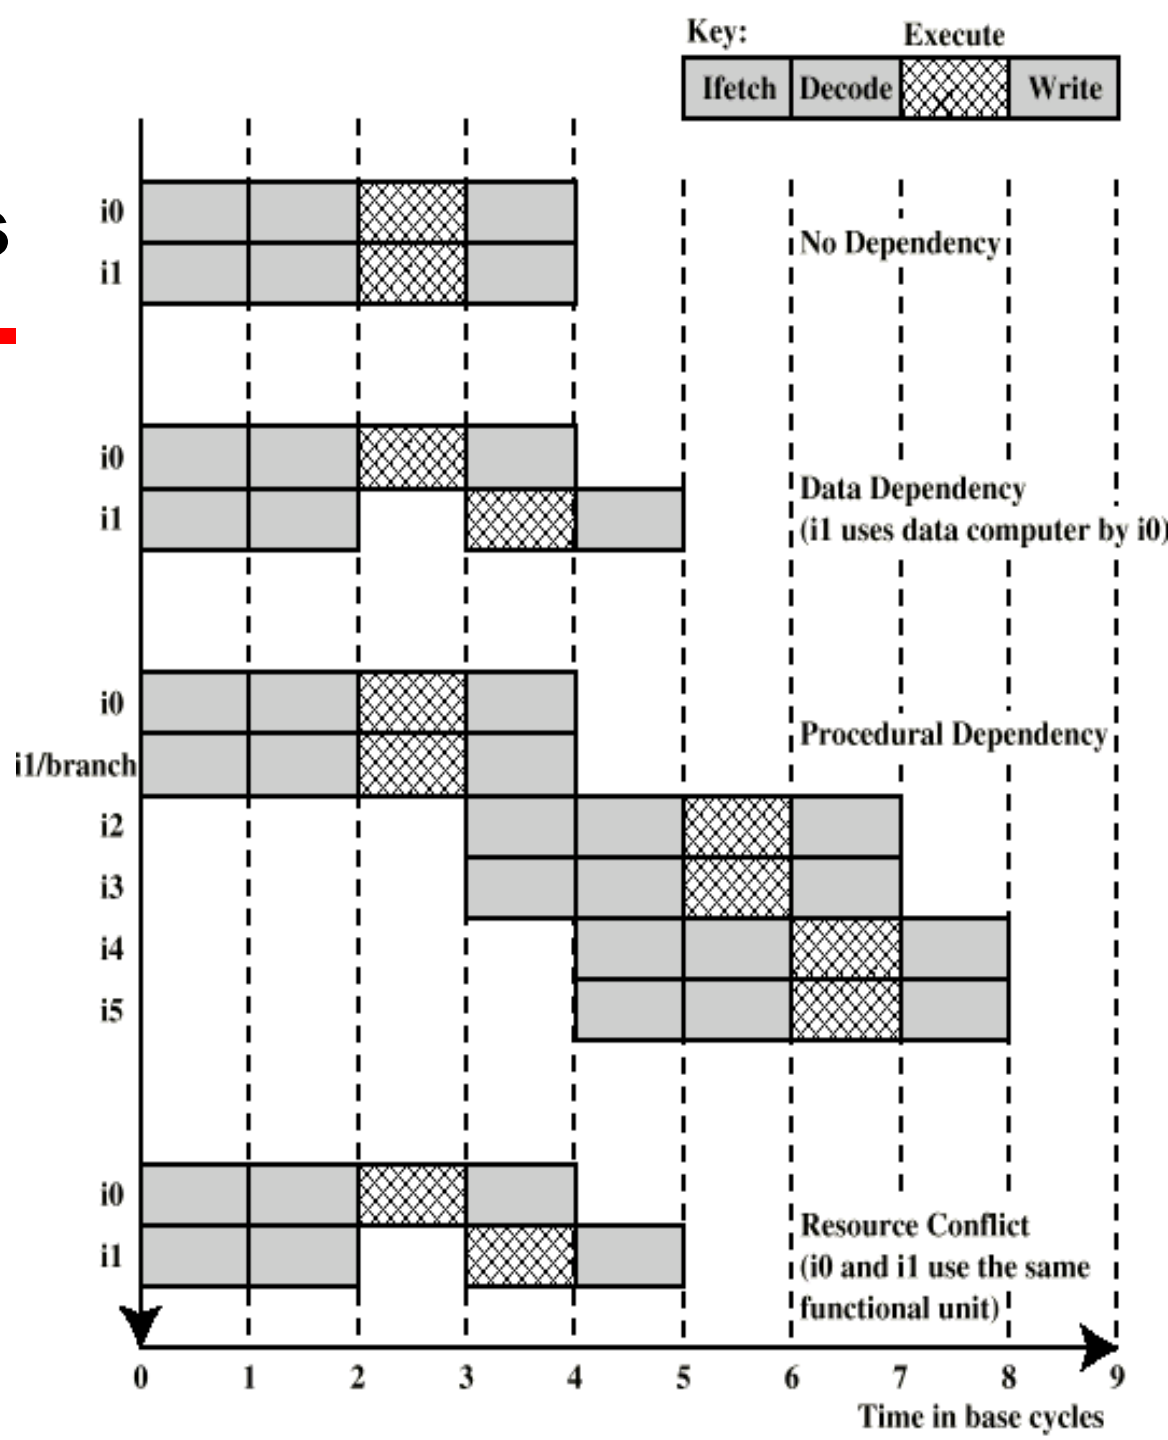 Key:
Execute
Ifetch Decode Write
s
i0
i1
No Dependency
i0
i1
Data Dependency
(i1 uses data computer by i0)
i0
i1/branch
i2
i3
i4
i5
Procedural Dependency
i0
i1
Resource Conflict
(i0 and i1 use the same
functional unit)
0 1 2 3 4 5 6 7 8 9
Time in base cycles